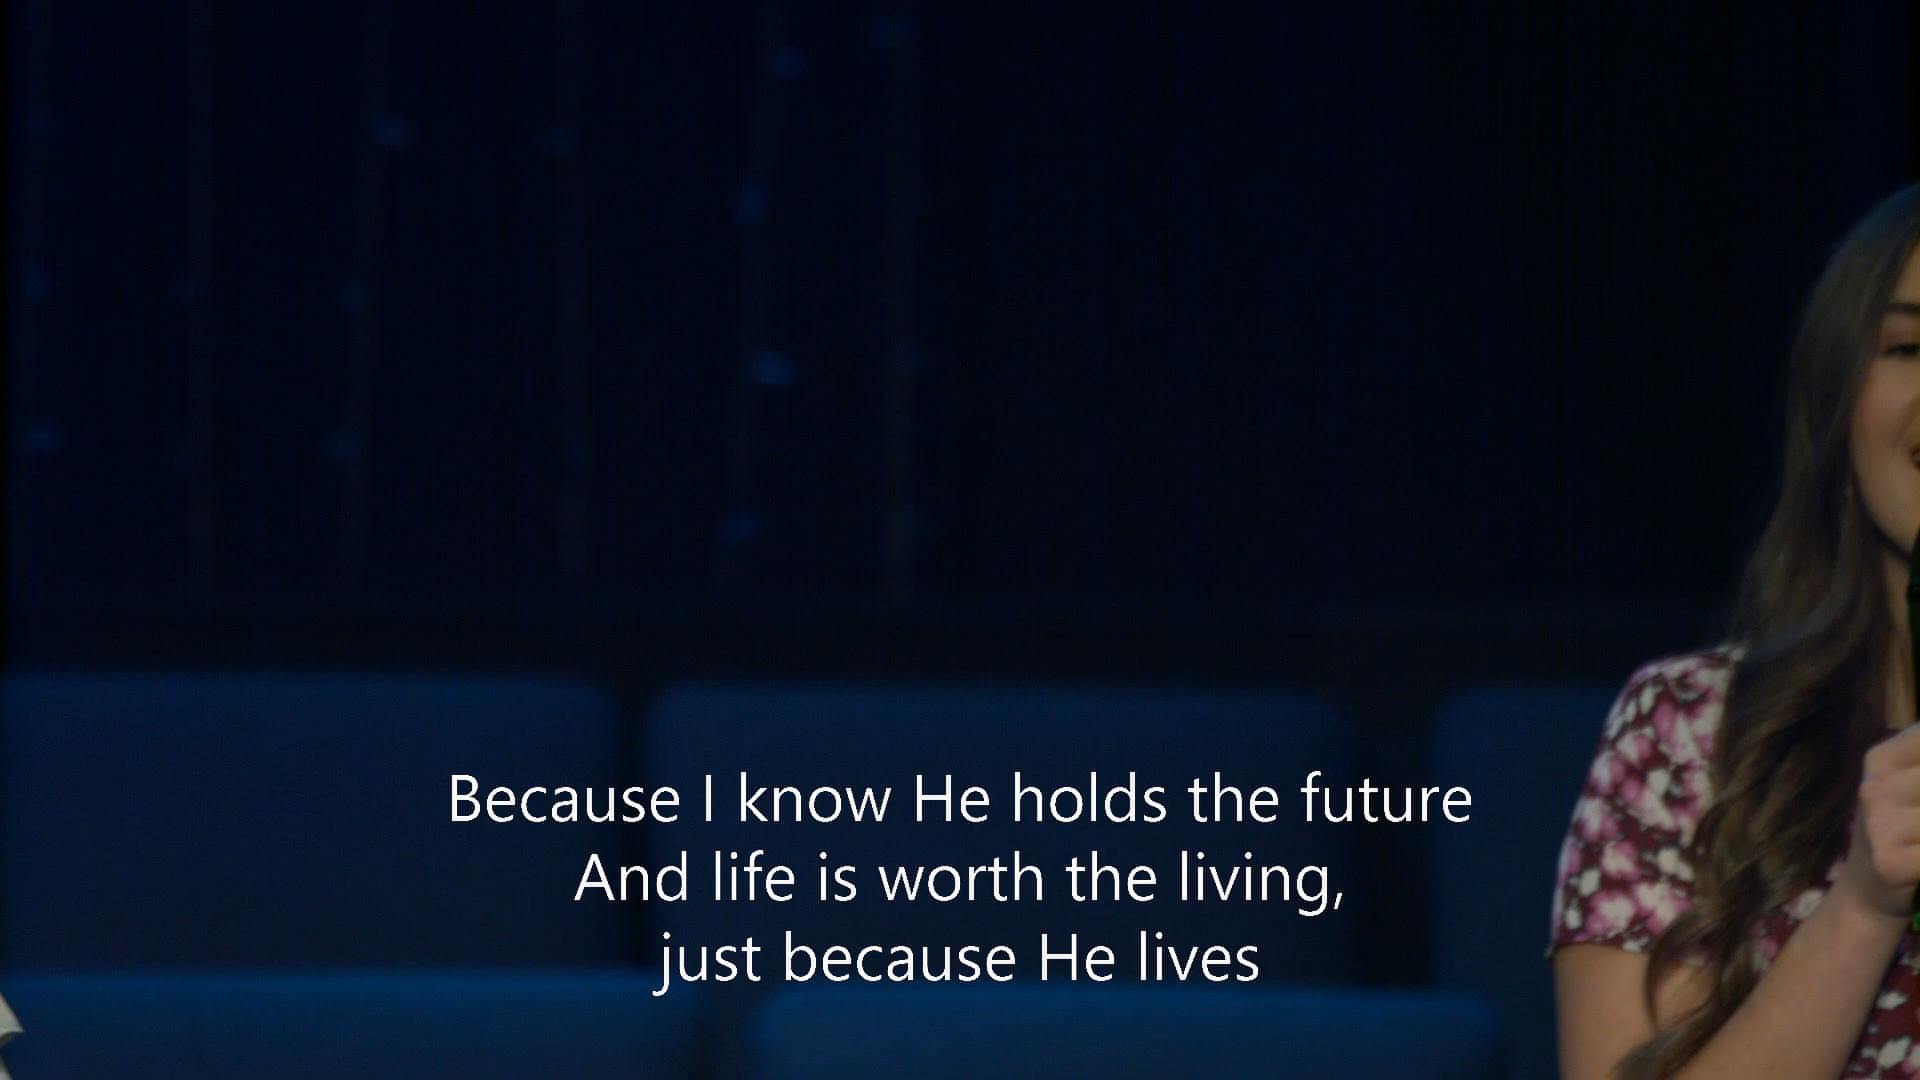 Because I know He holds the future
And life is worth the living,
just because He lives